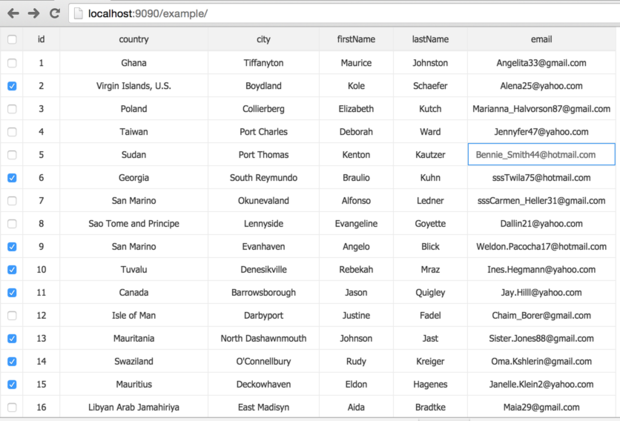 localhost:9090/example/
id country city firstName lastName email
1 Ghana Tiffanyton Maurice Johnston Angelita33@gmail.com
2 Virgin Islands, U.S. Boydland Kole Schaefer Alena25@yahoo.com
3 Poland Collierberg Elizabeth Kutch Marianna_Halvorson87@gmail.com
4 Taiwan Port Charles Deborah Ward Jennyfer47@yahoo.com
5 Sudan Port Thomas Kenton Kautzer Bennie_Smith44@hotmail.com
6 Georgia South Reymundo Braulio Kuhn sssTwila75@hotmail.com
7 San Marino Okunevaland Alfonso Ledner sssCarmen_Heller31@gmail.com
8 Sao Tome and Principe Lennyside Evangeline Goyette Dallin21@yahoo.com
9 San Marino Evanhaven Angelo Blick Weldon.Pacocha17@hotmail.com
10 Tuvalu Denesikville Rebekah Mraz Ines.Hegmann@yahoo.com
11 Canada Barrowsborough Jason Quigley Jay.Hilll@yahoo.com
12 Isle of Man Darbyport Justine Fadel Chaim_Borer@gmail.com
13 Mauritania North Dashawnmouth Johnson Jast Sister.Jones88@gmail.com
14 Swaziland O'Connellbury Rudy Kreiger Oma.Kshlerin@gmail.com
15 Mauritius Deckowhaven Eldon Hagenes Janelle.Klein2@yahoo.com
16 Libyan Arab Jamahiriya East Madisyn Aida Bradtke Maia29@gmail.com